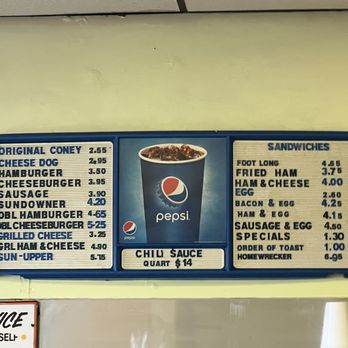 ORIGINAL CONEY 2.55
CHEESE DOG 2.95
HAMBURGER 3.50
CHEESEBURGER 3.95
SAUSAGE 3.90
SUNDOWNER 4.20
DBL HAMBURGER 4.65
DBL CHEESEBURGER 5.25
GRILLED CHEESE 3.25
GRL HAM & CHEESE 4.90
SUN-UPPER 5.75
pepsi
pepsi
CHILI SAUCE
QUART $14
SANDWICHES
FOOT LONG 4.65
FRIED HAM 3.75
HAM & CHEESE 4.00
EGG 2.60
BACON & EGG 4.25
HAM & EGG 4.15
SAUSAGE & EGG 4.50
SPECIALS 1.30
ORDER OF TOAST 1.00
HOMEWRECKER 6.95
ICE
SELF